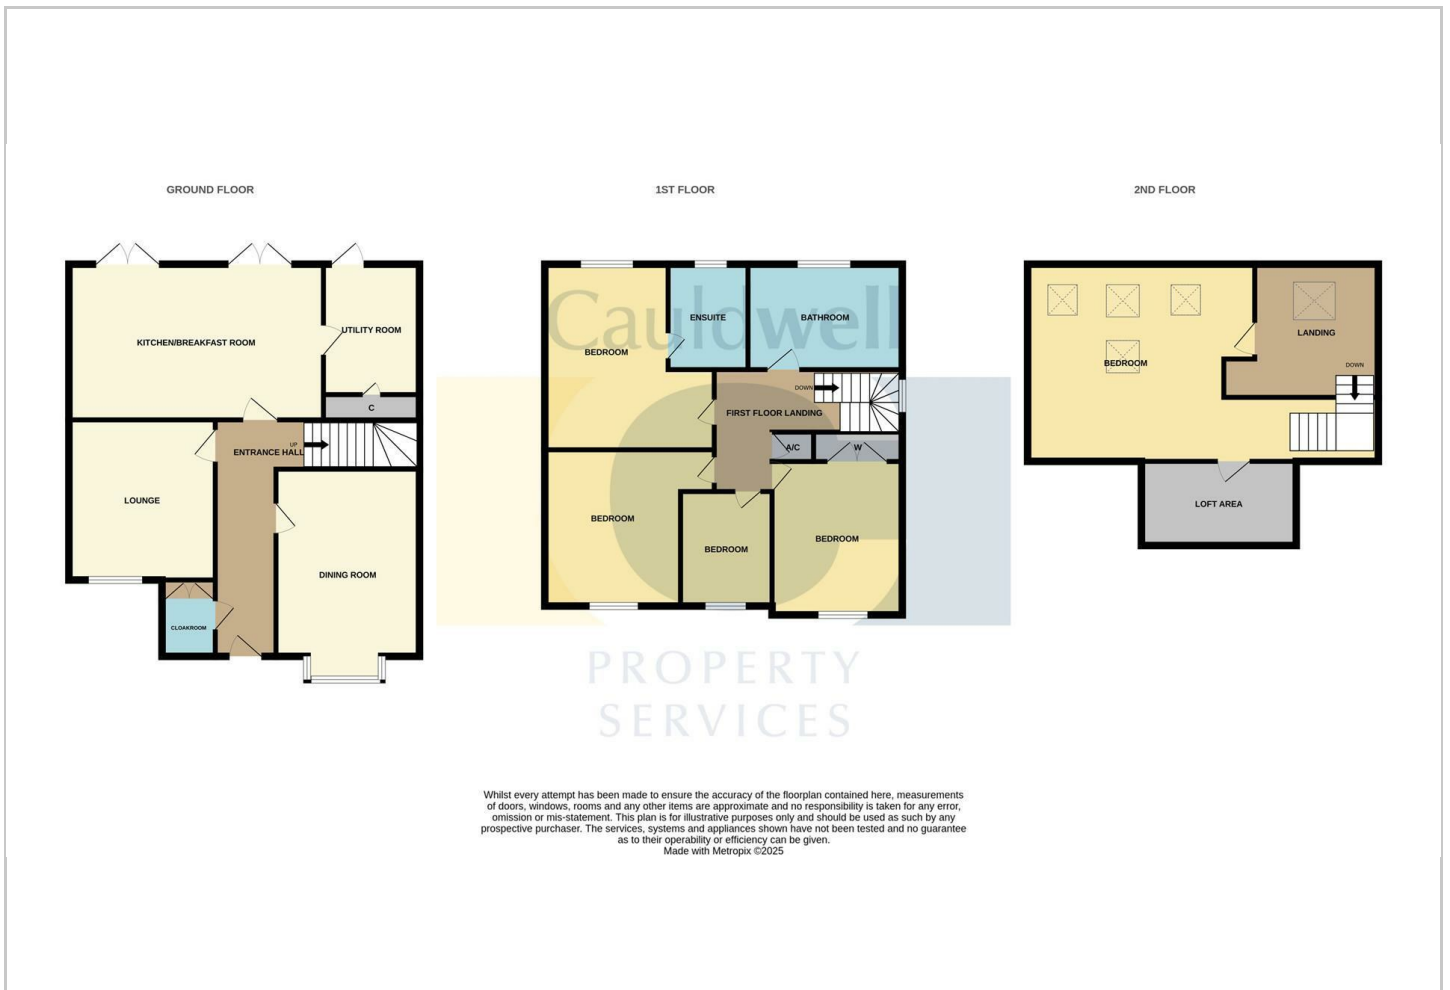 GROUND FLOOR
1ST FLOOR
2ND FLOOR
KITCHEN/BREAKFAST ROOM
UTILITY ROOM
C
UP
ENTRANCE HALL
LOUNGE
DINING ROOM
CLOAKROOM
Cauldwell
ENSUITE
BATHROOM
BEDROOM
DOWN
FIRST FLOOR LANDING
A/C
W
BEDROOM
BEDROOM
BEDROOM
LANDING
BEDROOM
DOWN
LOFT AREA
PROPERTY
SERVICES
Whilst every attempt has been made to ensure the accuracy of the floorplan contained here, measurements
of doors, windows, rooms and any other items are approximate and no responsibility is taken for any error,
omission or mis-statement. This plan is for illustrative purposes only and should be used as such by any
prospective purchaser. The services, systems and appliances shown have not been tested and no guarantee
as to their operability or efficiency can be given.
Made with Metropix ©2025